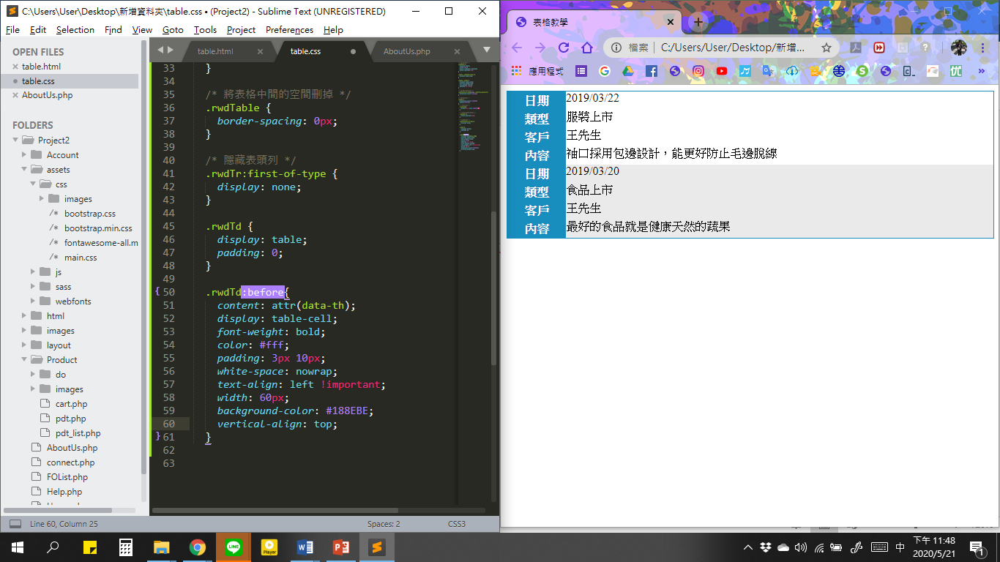 C:\Users\User\Desktop\新增資料夾\table.css • (Project2) - Sublime Text (UNREGISTERED)
File Edit Selection Find View Goto Tools Project Preferences Help
OPEN FILES
table.html
table.css
AboutUs.php
FOLDERS
Project2
Account
assets
css
images
/* bootstrap.css
/* bootstrap.min.css
/* fontawesome-all.m
/* main.css
js
sass
webfonts
html
images
layout
Product
do
images
cart.php
pdt.php
pdt_list.php
AboutUs.php
connect.php
FOList.php
Help.php
table.html
table.css
AboutUs.php
33 }
34
35 /* 將表格中間的空間刪掉 */
36 .rwdTable {
37 border-spacing: 0px;
38 }
39
40 /* 隱藏表頭列 */
41 .rwdTr:first-of-type {
42 display: none;
43 }
44
45 .rwdTd {
46 display: table;
47 padding: 0;
48 }
49
50 .rwdTd:before{
51 content: attr(data-th);
52 display: table-cell;
53 font-weight: bold;
54 color: #fff;
55 padding: 3px 10px;
56 white-space: nowrap;
57 text-align: left !important;
58 width: 60px;
59 background-color: #188EBE;
60 vertical-align: top;
61 }
62
63
Line 60, Column 25 Spaces: 2 CSS3
表格教學
檔案 | C:/Users/User/Desktop/新增...
應用程式
日期 2019/03/22
類型 服裝上市
客戶 王先生
內容 袖口採用包邊設計，能更好防止毛邊脫線
日期 2019/03/20
類型 食品上市
客戶 王先生
內容 最好的食品就是健康天然的蔬果
LINE
Player
中
下午 11:48
2020/5/21
1